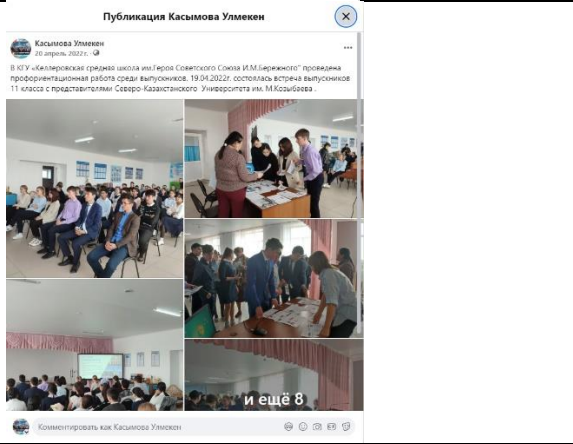 Публикация Касымова Улмекен
Касымова Улмекен
20 апрель 2022г.
В КГУ «Келлеровская средняя школа им.Героя Советского Союза И.М.Бережного" проведена
профориентационная работа среди выпускников. 19.04.2022г. состоялась встреча выпускников
11 класса с представителями Северо-Казахстанского Университета им. М.Козыбаева .
и ещё 8
Комментировать как Касымова Улмекен